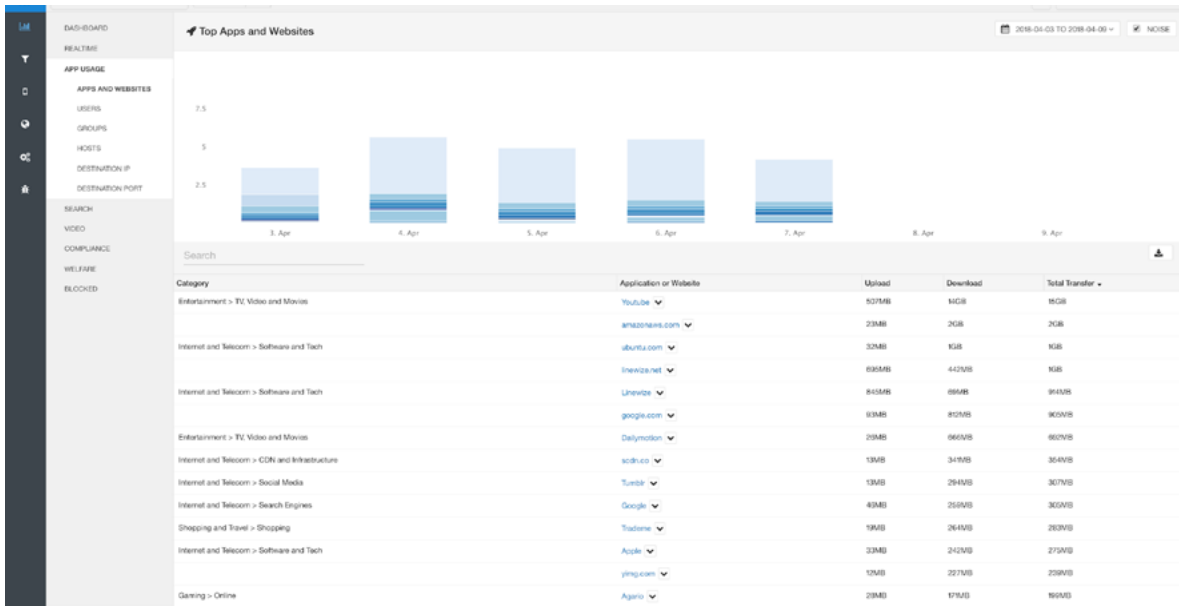 DASHBOARD
REALTIME
APP USAGE
APPS AND WEBSITES
USERS
GROUPS
HOSTS
DESTINATION IP
DESTINATION PORT
SEARCH
VIDEO
COMPLIANCE
WELFARE
BLOCKED
Top Apps and Websites
2018-04-03 TO 2018-04-09
NOISE
7.5
5
2.5
3. Apr 4. Apr 5. Apr 6. Apr 7. Apr 8. Apr 9. Apr
Search
Category Application or Website Upload Download Total Transfer
Entertainment > TV, Video and Movies Youtube 507MB 14GB 15GB
amazonaws.com 23MB 2GB 2GB
Internet and Telecom > Software and Tech ubuntu.com 32MB 1GB 1GB
linewize.net 695MB 442MB 1GB
Internet and Telecom > Software and Tech Linewize 845MB 69MB 914MB
google.com 93MB 812MB 905MB
Entertainment > TV, Video and Movies Dailymotion 26MB 666MB 692MB
Internet and Telecom > CDN and Infrastructure scdn.co 13MB 341MB 354MB
Internet and Telecom > Social Media Tumblr 13MB 294MB 307MB
Internet and Telecom > Search Engines Google 46MB 259MB 305MB
Shopping and Travel > Shopping Trademe 19MB 264MB 283MB
Internet and Telecom > Software and Tech Apple 33MB 242MB 275MB
yimg.com 12MB 227MB 239MB
Gaming > Online Agario 28MB 171MB 199MB